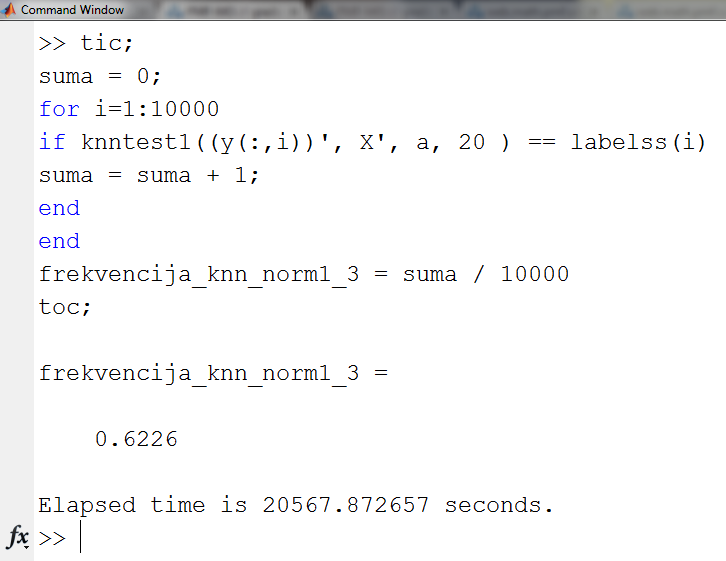 Command Window
>> tic;
suma = 0;
for i=1:10000
if knntest1((y(:,i))', X', a, 20 ) == labelss(i)
suma = suma + 1;
end
end
frekvencija_knn_norm1_3 = suma / 10000
toc;
frekvencija_knn_norm1_3 =
0.6226
Elapsed time is 20567.872657 seconds.
fx >>